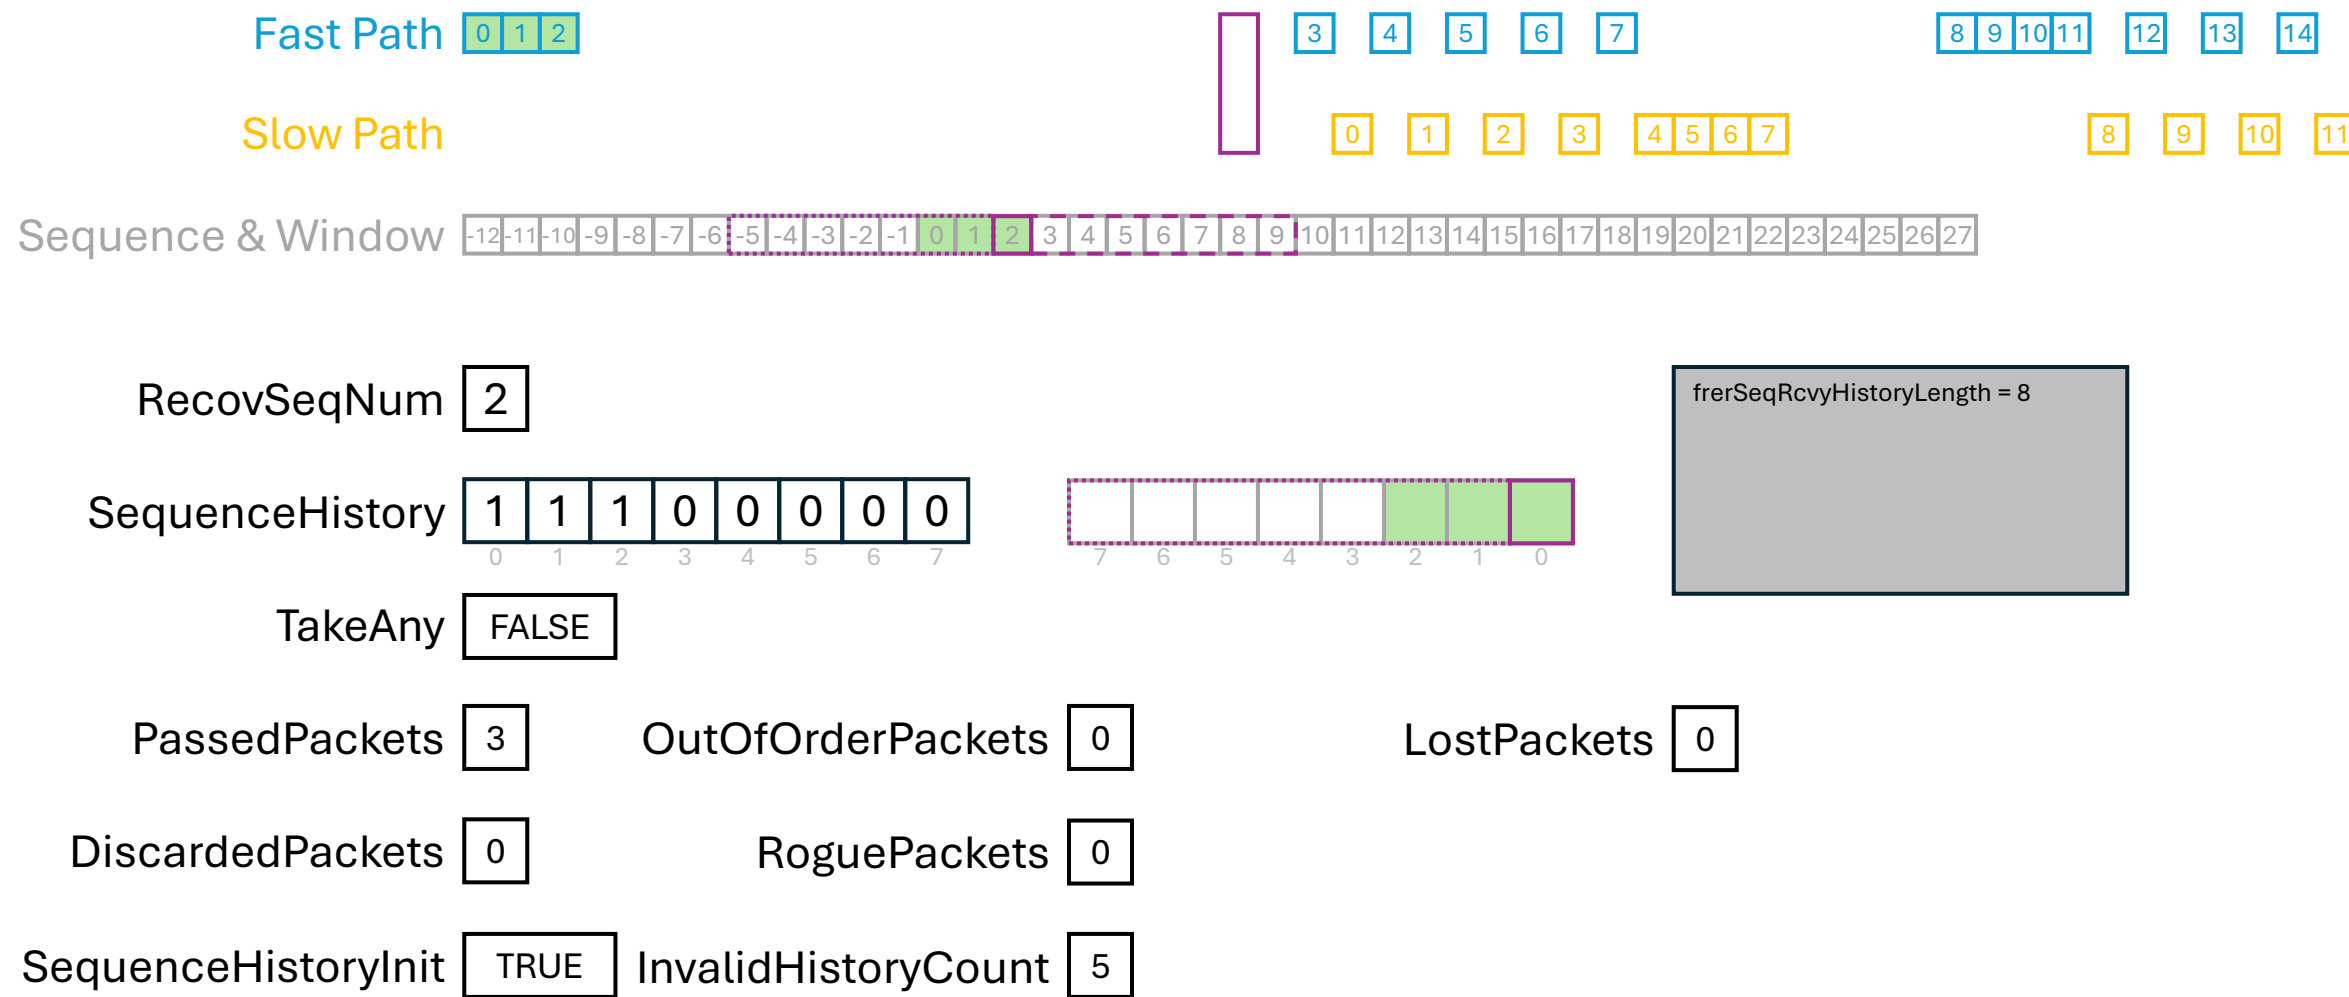 Fast Path 0 1 2 3 4 5 6 7 8 9 10 11 12 13 14
Slow Path 0 1 2 3 4 5 6 7 8 9 10 11
Sequence & Window -12 -11 -10 -9 -8 -7 -6 -5 -4 -3 -2 -1 0 1 2 3 4 5 6 7 8 9 10 11 12 13 14 15 16 17 18 19 20 21 22 23 24 25 26 27
RecovSeqNum 2
frerSeqRcvyHistoryLength = 8
SequenceHistory 1 1 1 0 0 0 0 0
0 1 2 3 4 5 6 7 7 6 5 4 3 2 1 0
TakeAny FALSE
PassedPackets 3 OutOfOrderPackets 0 LostPackets 0
DiscardedPackets 0 RoguePackets 0
SequenceHistoryInit TRUE InvalidHistoryCount 5